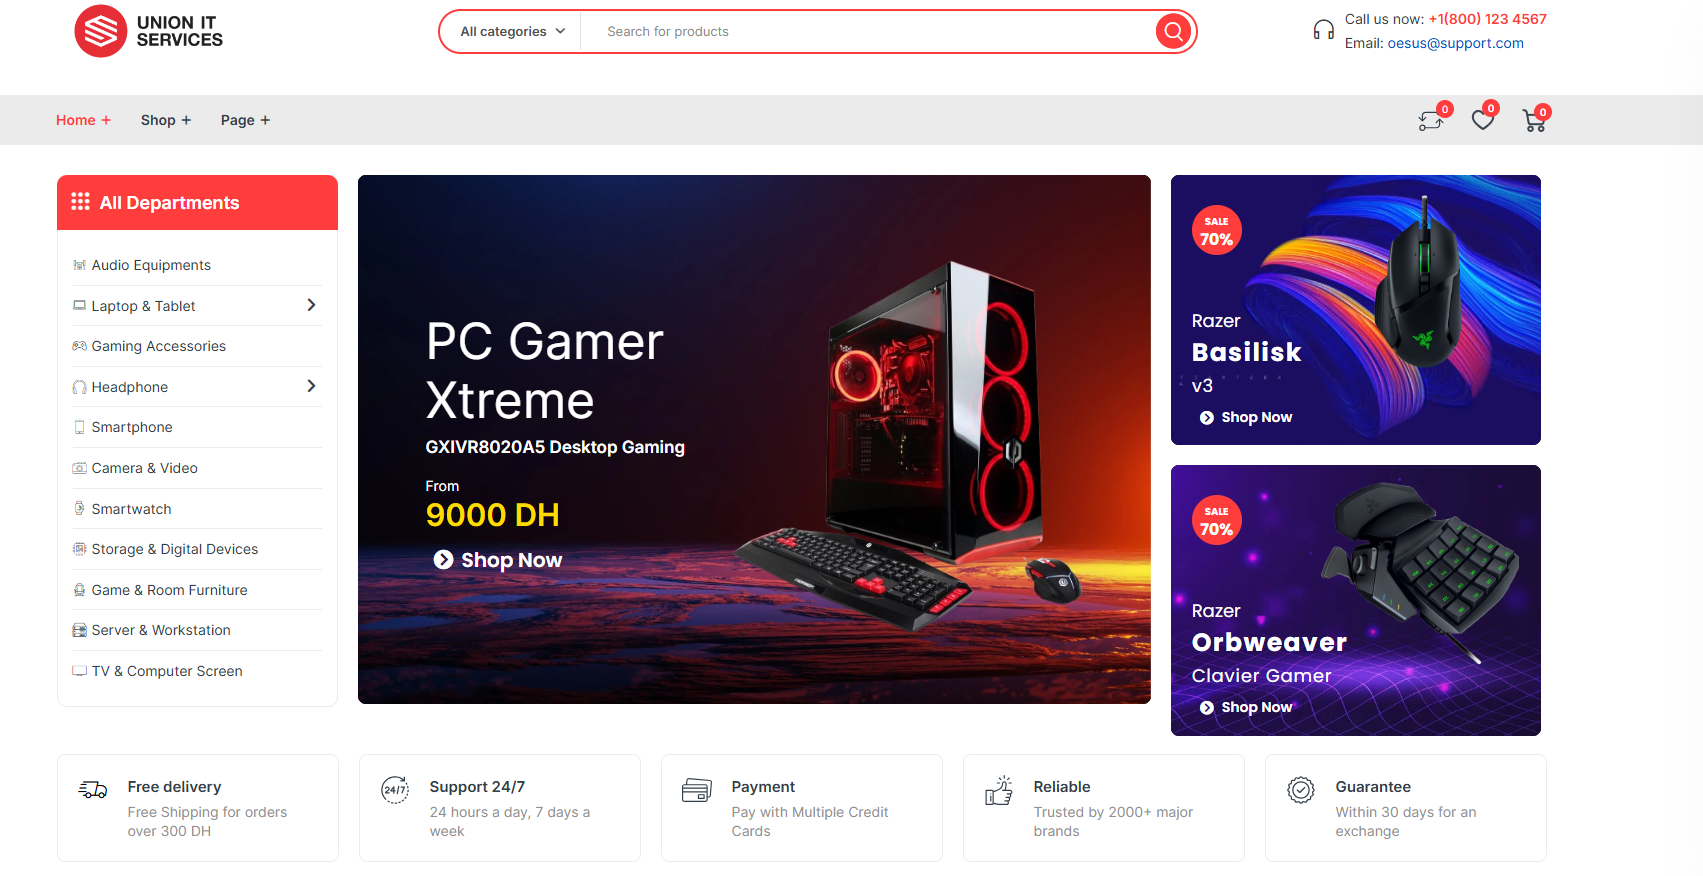 UNION IT
SERVICES
All categories
Search for products
Call us now: +1(800) 123 4567
Email: oesus@support.com
Home +
Shop +
Page +
0
0
0
All Departments
Audio Equipments
Laptop & Tablet
Gaming Accessories
Headphone
Smartphone
Camera & Video
Smartwatch
Storage & Digital Devices
Game & Room Furniture
Server & Workstation
TV & Computer Screen
PC Gamer
Xtreme
GXIVR8020A5 Desktop Gaming
From
9000 DH
Shop Now
SALE
70%
Razer
Basilisk
v3
Shop Now
SALE
70%
Razer
Orbweaver
Clavier Gamer
Shop Now
Free delivery
Free Shipping for orders
over 300 DH
24/7
Support 24/7
24 hours a day, 7 days a
week
Payment
Pay with Multiple Credit
Cards
Reliable
Trusted by 2000+ major
brands
Guarantee
Within 30 days for an
exchange